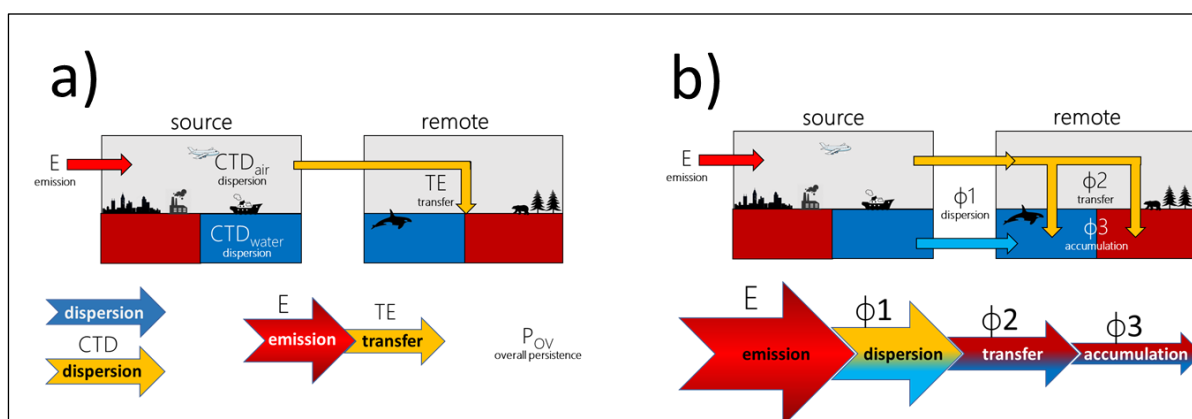 a)
source
remote
E
emission
CTDair
dispersion
TE
transfer
CTDwater
dispersion
dispersion
CTD
dispersion
E
emission
TE
transfer
POV
overall persistence
b)
source
remote
E
emission
ϕ1
dispersion
ϕ2
transfer
ϕ3
accumulation
E
emission
ϕ1
dispersion
ϕ2
transfer
ϕ3
accumulation